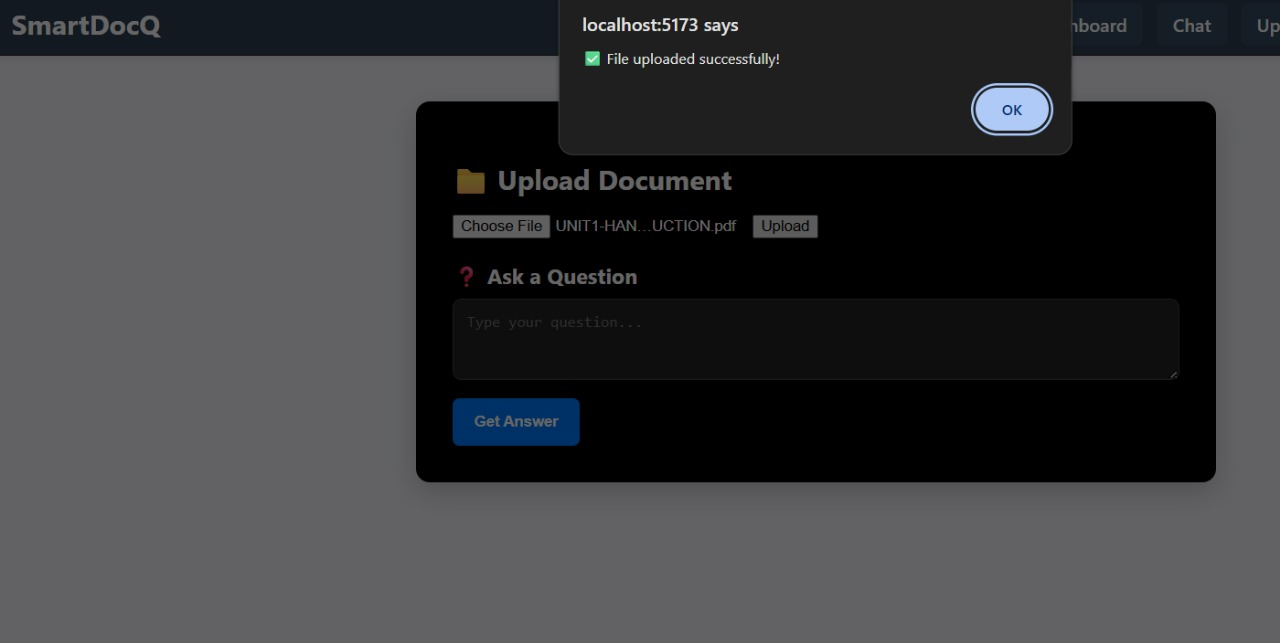 SmartDocQ
localhost:5173 says
✅ File uploaded successfully!
OK
nboard Chat Up
📁 Upload Document
Choose File UNIT1-HAN...UCTION.pdf Upload
❓ Ask a Question
Type your question...
Get Answer